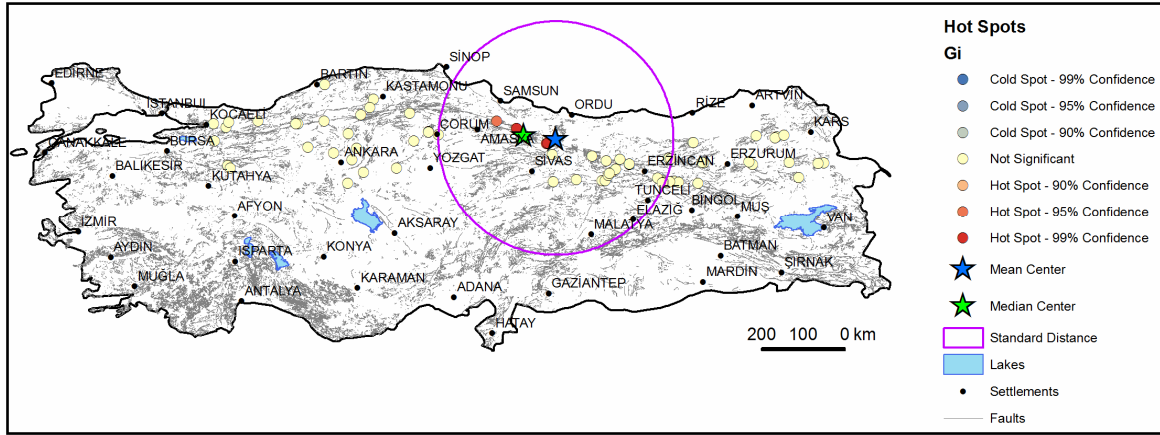 SİNOP
EDİRNE
BARTIN
KASTAMONU
SAMSUN
ORDU
RİZE
ARTVİN
İSTANBUL
KOCAELİ
ÇORUM
AMASYA
KARS
ÇANAKKALE
BURSA
BALIKESİR
ANKARA
YOZGAT
SİVAS
ERZİNCAN
ERZURUM
KÜTAHYA
TUNCELİ
BİNGÖL
ELAZIĞ
MUŞ
AFYON
AKSARAY
MALATYA
VAN
İZMİR
AYDIN
ISPARTA
KONYA
BATMAN
MUĞLA
KARAMAN
ADANA
GAZİANTEP
MARDİN
ŞIRNAK
ANTALYA
HATAY
200 100 0 km
Hot Spots
Gi
Cold Spot - 99% Confidence
Cold Spot - 95% Confidence
Cold Spot - 90% Confidence
Not Significant
Hot Spot - 90% Confidence
Hot Spot - 95% Confidence
Hot Spot - 99% Confidence
Mean Center
Median Center
Standard Distance
Lakes
Settlements
Faults